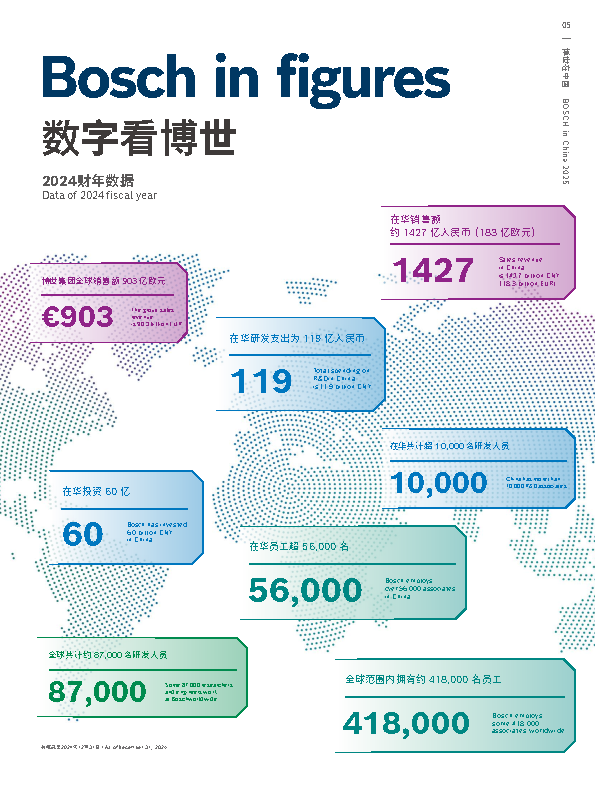 05 | 博世在中国 BOSCH in China 2025
Bosch in figures
数字看博世
2024财年数据
Data of 2024 fiscal year
在华销售额
约 1427 亿人民币 (183 亿欧元)
1427
Sales revenue
in China
is 142.7 billion CNY
(18.3 billion EUR)
博世集团全球销售额 903 亿欧元
€903
The group sales
revenue
is 90.3 billion EUR
在华研发支出为 119 亿人民币
119
Total spending on
R&D in China
is 11.9 billion CNY
在华共计超 10,000 名研发人员
10,000
China has more than
10,000 R&D associates
在华投资 60 亿
60
Bosch has invested
6.0 billion CNY
in China
在华员工超 56,000 名
56,000
Bosch employs
over 56,000 associates
in China
全球共计约 87,000 名研发人员
87,000
Some 87,000 researchers
at Bosch worldwide
全球范围内拥有约 418,000 名员工
418,000
Bosch employs
some 418,000
associates worldwide
数据截至2024年12月31日 / As of December 31, 2024